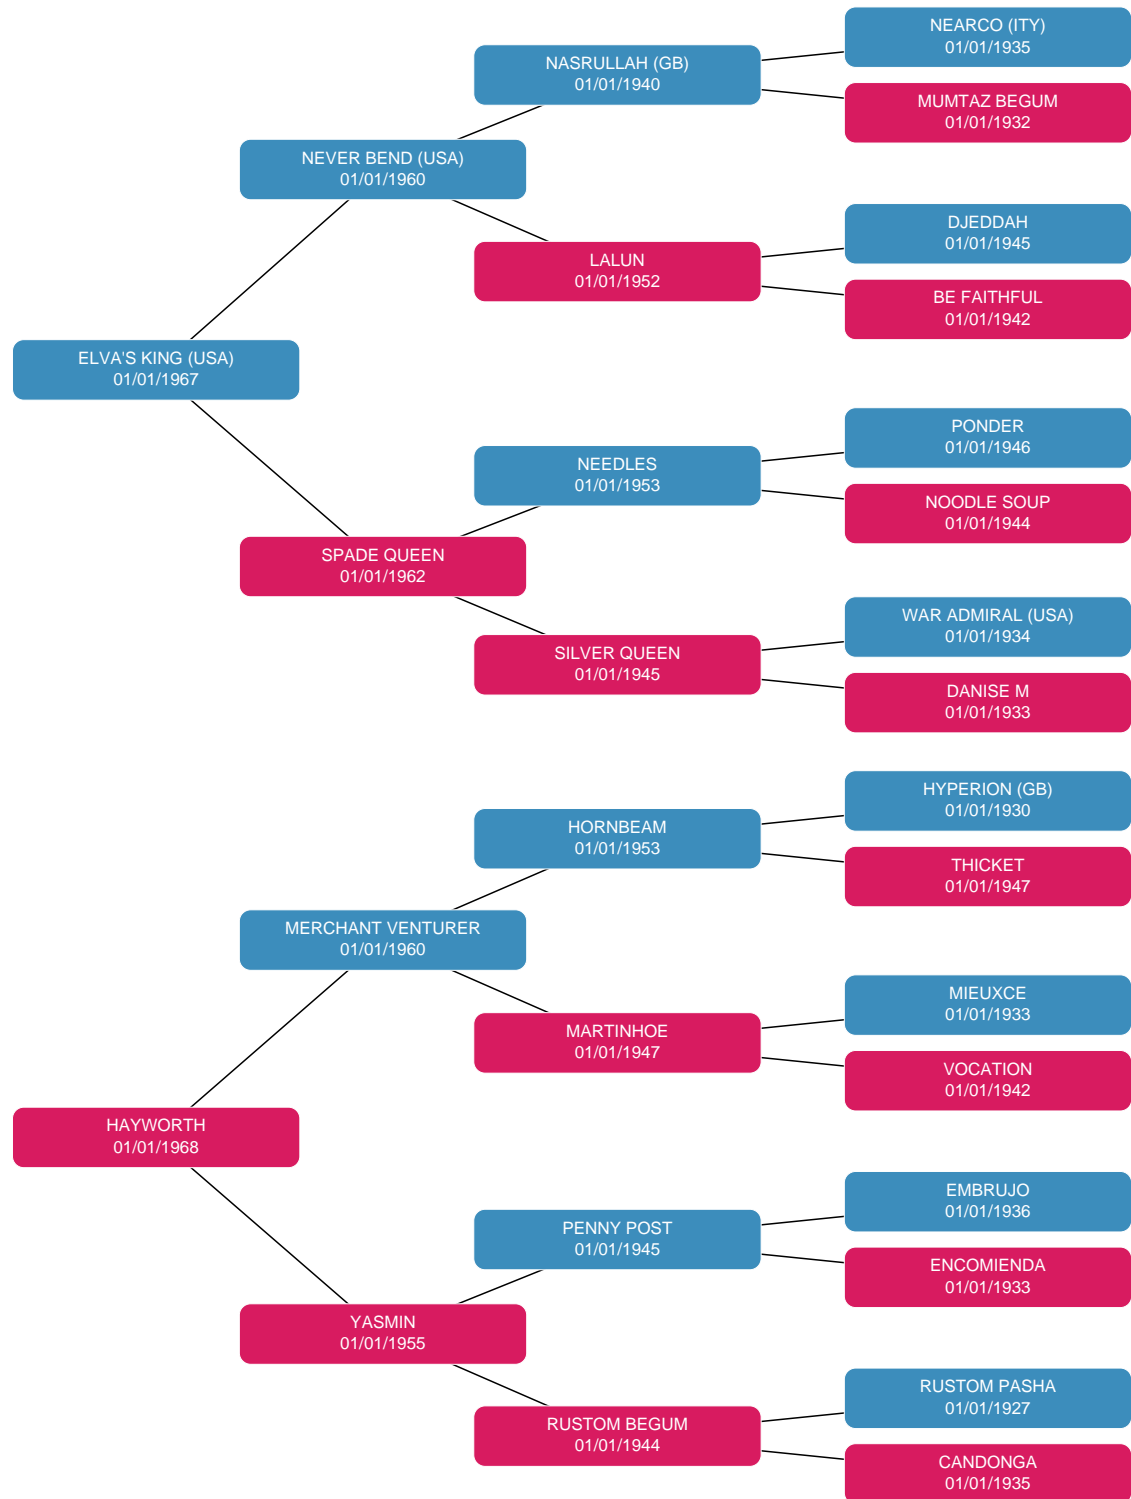 NEARCO (ITY)
01/01/1935
NASRULLAH (GB)
01/01/1940
MUMTAZ BEGUM
01/01/1932
NEVER BEND (USA)
01/01/1960
DJEDDAH
01/01/1945
LALUN
01/01/1952
BE FAITHFUL
01/01/1942
ELVA'S KING (USA)
01/01/1967
PONDER
01/01/1946
NEEDLES
01/01/1953
NOODLE SOUP
01/01/1944
SPADE QUEEN
01/01/1962
WAR ADMIRAL (USA)
01/01/1934
SILVER QUEEN
01/01/1945
DANISE M
01/01/1933
HYPERION (GB)
01/01/1930
HORNBEAM
01/01/1953
THICKET
01/01/1947
MERCHANT VENTURER
01/01/1960
MIEUXCE
01/01/1933
MARTINHOE
01/01/1947
VOCATION
01/01/1942
HAYWORTH
01/01/1968
EMBRUJO
01/01/1936
PENNY POST
01/01/1945
ENCOMIENDA
01/01/1933
YASMIN
01/01/1955
RUSTOM PASHA
01/01/1927
RUSTOM BEGUM
01/01/1944
CANDONGA
01/01/1935